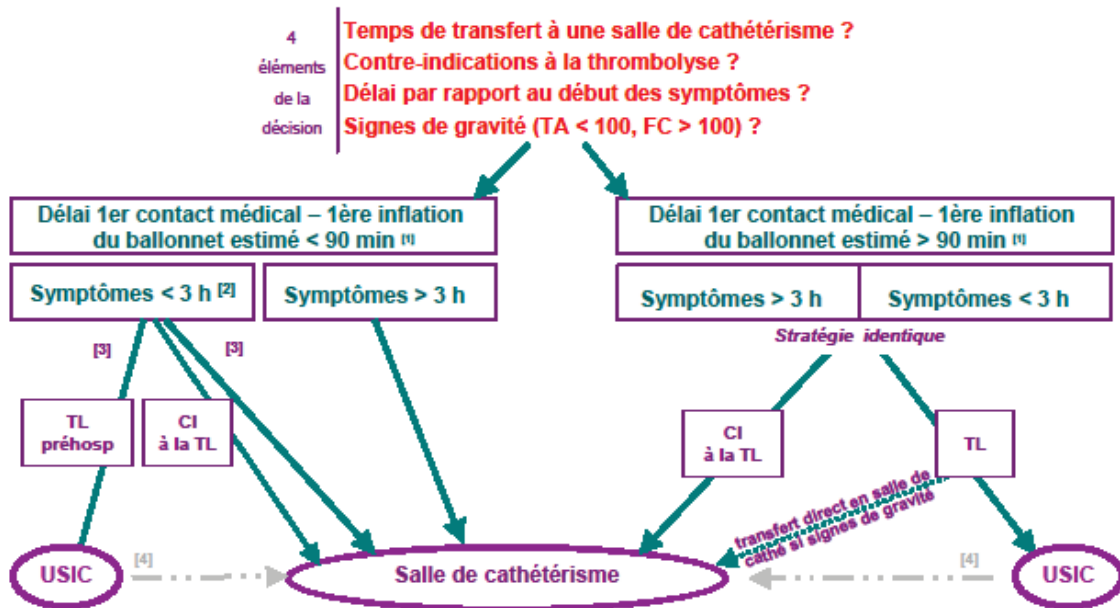 4
éléments
de la
décision
Temps de transfert à une salle de cathétérisme ?
Contre-indications à la thrombolyse ?
Délai par rapport au début des symptômes ?
Signes de gravité (TA < 100, FC > 100) ?
Délai 1er contact médical – 1ère inflation
du ballonnet estimé < 90 min [1]
Délai 1er contact médical – 1ère inflation
du ballonnet estimé > 90 min [1]
Symptômes < 3 h [2]
Symptômes > 3 h
Symptômes > 3 h
Symptômes < 3 h
Stratégie identique
[3]
[3]
TL
préhosp
CI
à la TL
CI
à la TL
TL
transfert direct en salle de
cathé si signes de gravité
USIC
[4]
Salle de cathétérisme
[4]
USIC